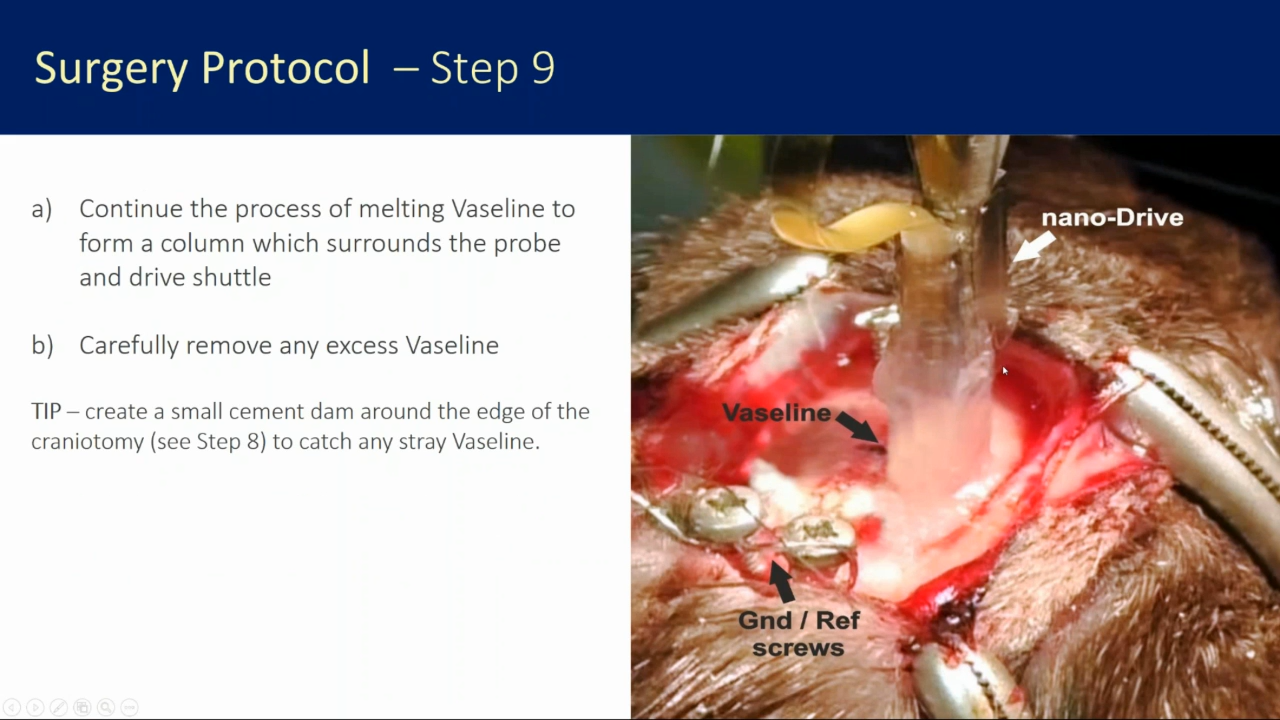 Surgery Protocol – Step 9
a) Continue the process of melting Vaseline to
form a column which surrounds the probe
and drive shuttle
b) Carefully remove any excess Vaseline
TIP – create a small cement dam around the edge of the
craniotomy (see Step 8) to catch any stray Vaseline.
nano-Drive
Vaseline
Gnd / Ref
screws